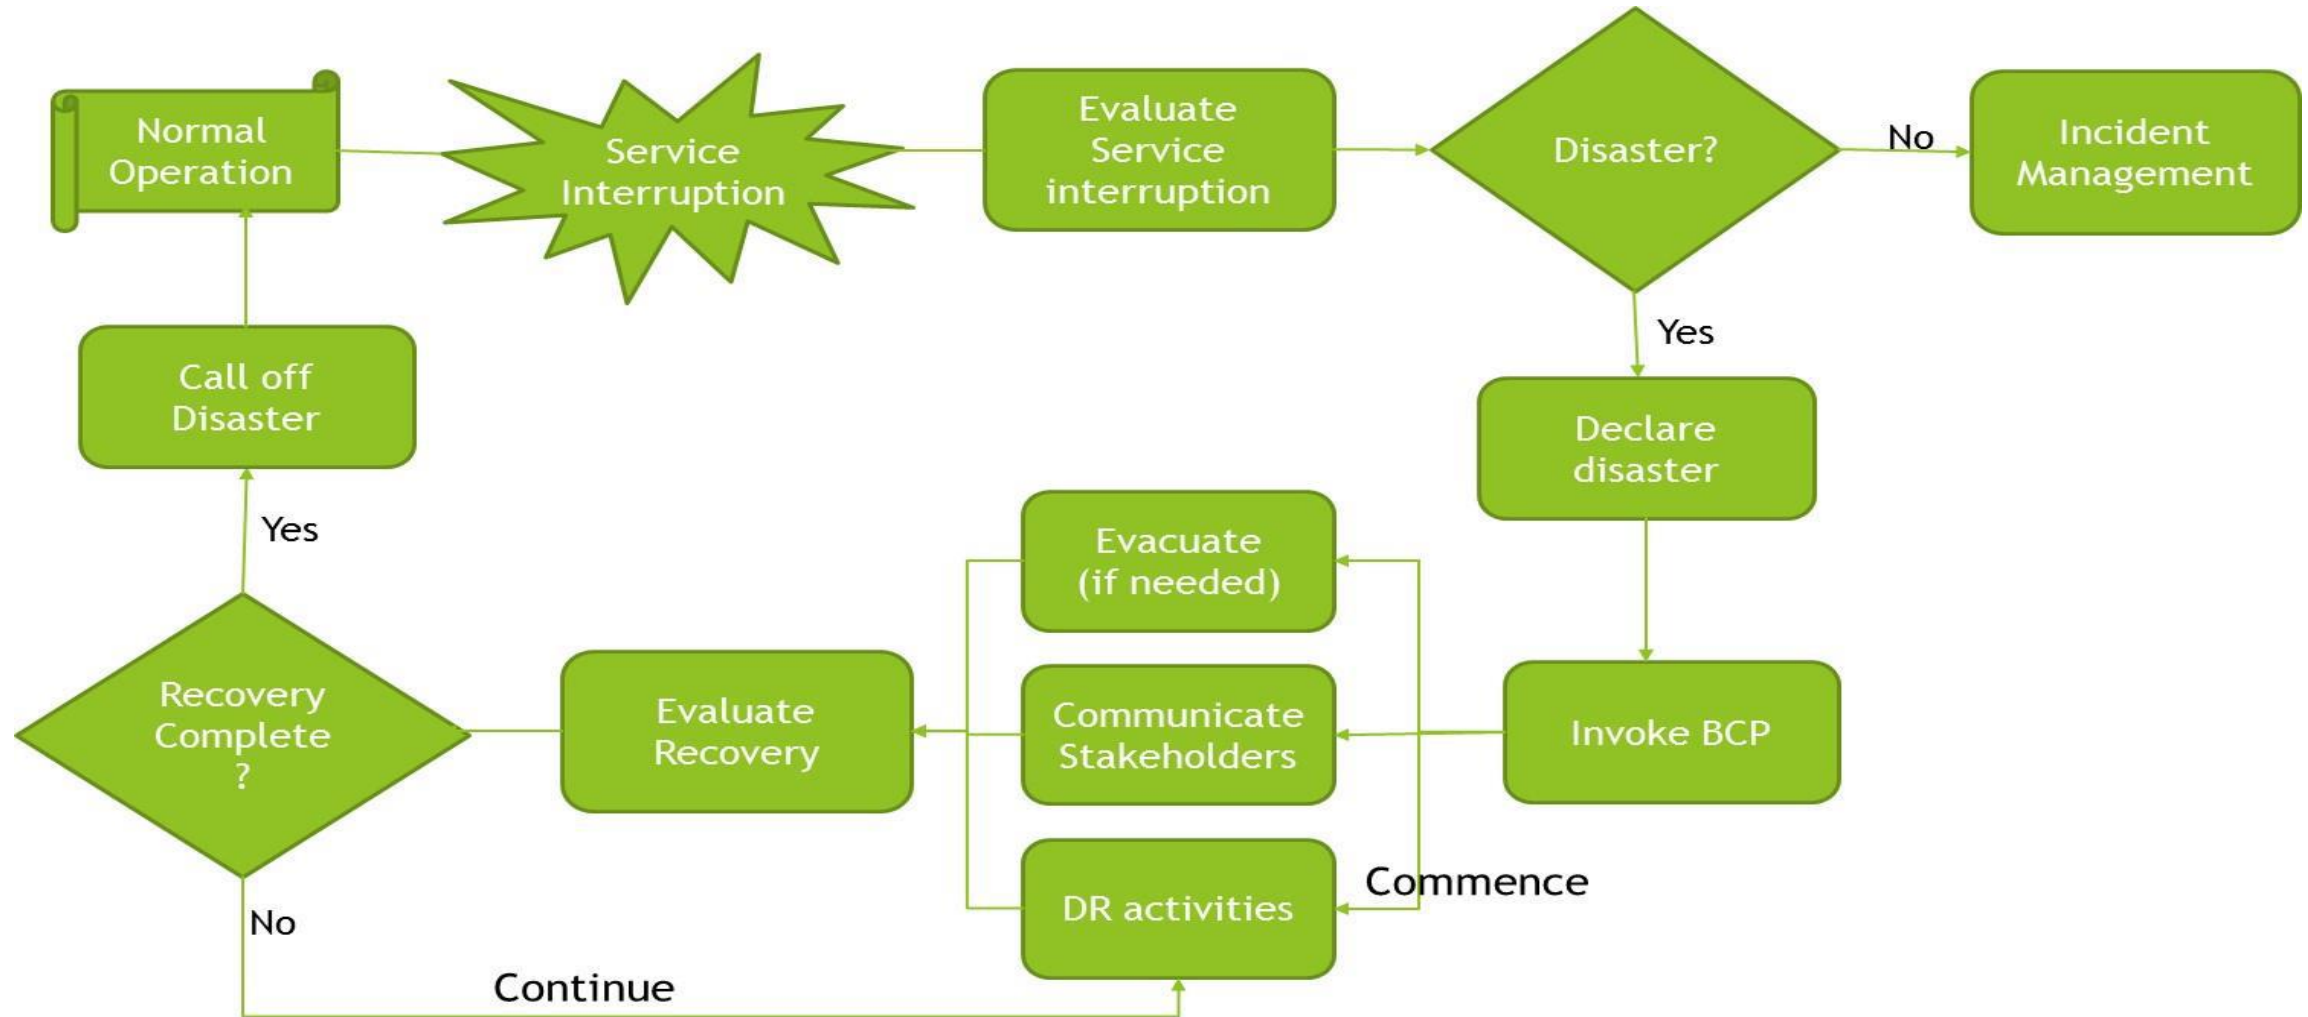 Normal
Operation
Service
Interruption
Evaluate
Service
interruption
Disaster?
No
Incident
Management
Yes
Declare
disaster
Invoke BCP
Commence
Evacuate
(if needed)
Communicate
Stakeholders
DR activities
Evaluate
Recovery
Recovery
Complete
?
No
Continue
Yes
Call off
Disaster